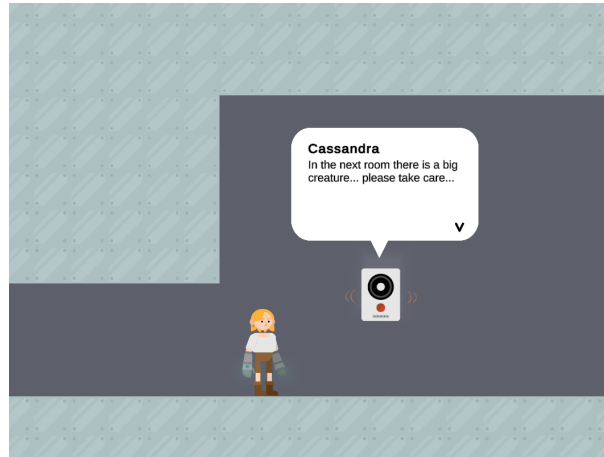 Cassandra
In the next room there is a big
creature... please take care...